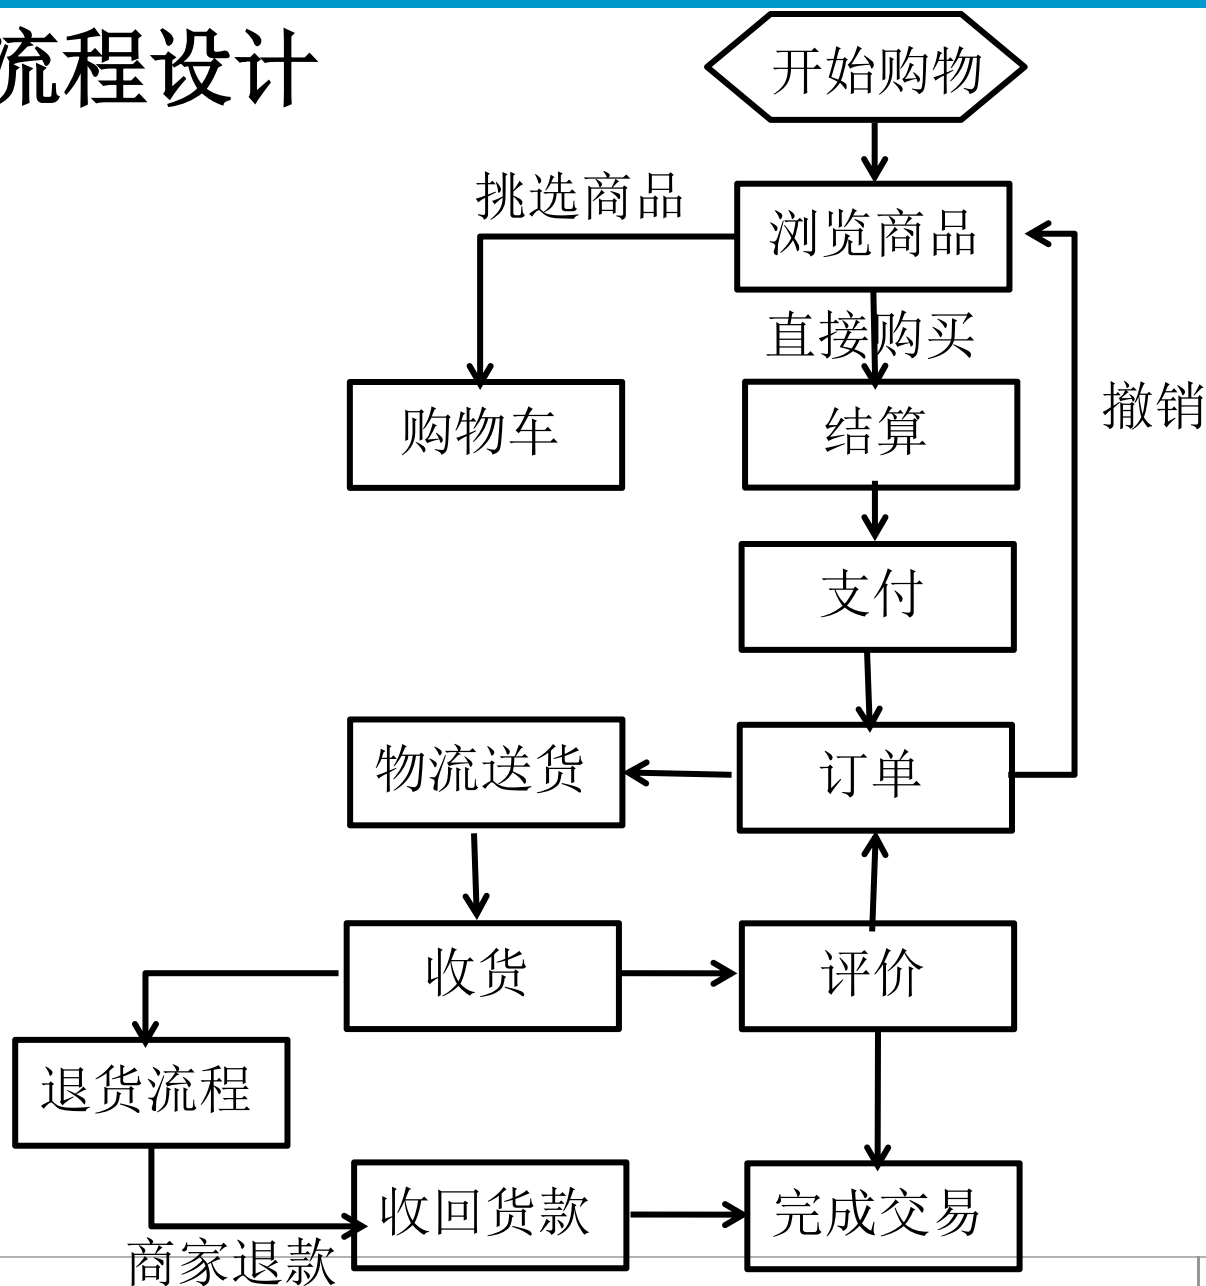 流程设计
开始购物
挑选商品
浏览商品
直接购买
撤销
购物车
结算
支付
物流送货
订单
收货
评价
退货流程
收回货款
完成交易
商家退款